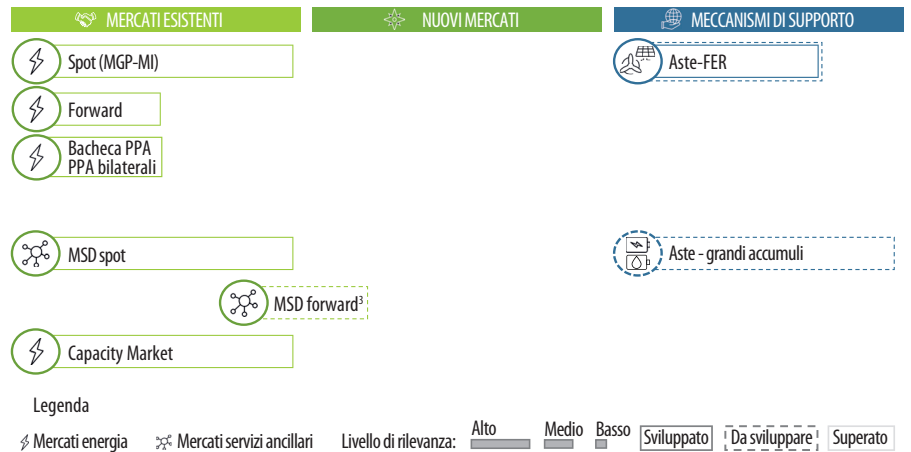 MERCATI ESISTENTI
NUOVI MERCATI
MECCANISMI DI SUPPORTO
Spot (MGP-MI)
Aste-FER
Forward
Bacheca PPA
PPA bilaterali
MSD spot
Aste - grandi accumuli
MSD forward³
Capacity Market
Legenda
Mercati energia
Mercati servizi ancillari
Livello di rilevanza:
Alto
Medio
Basso
Sviluppato
Da sviluppare
Superato